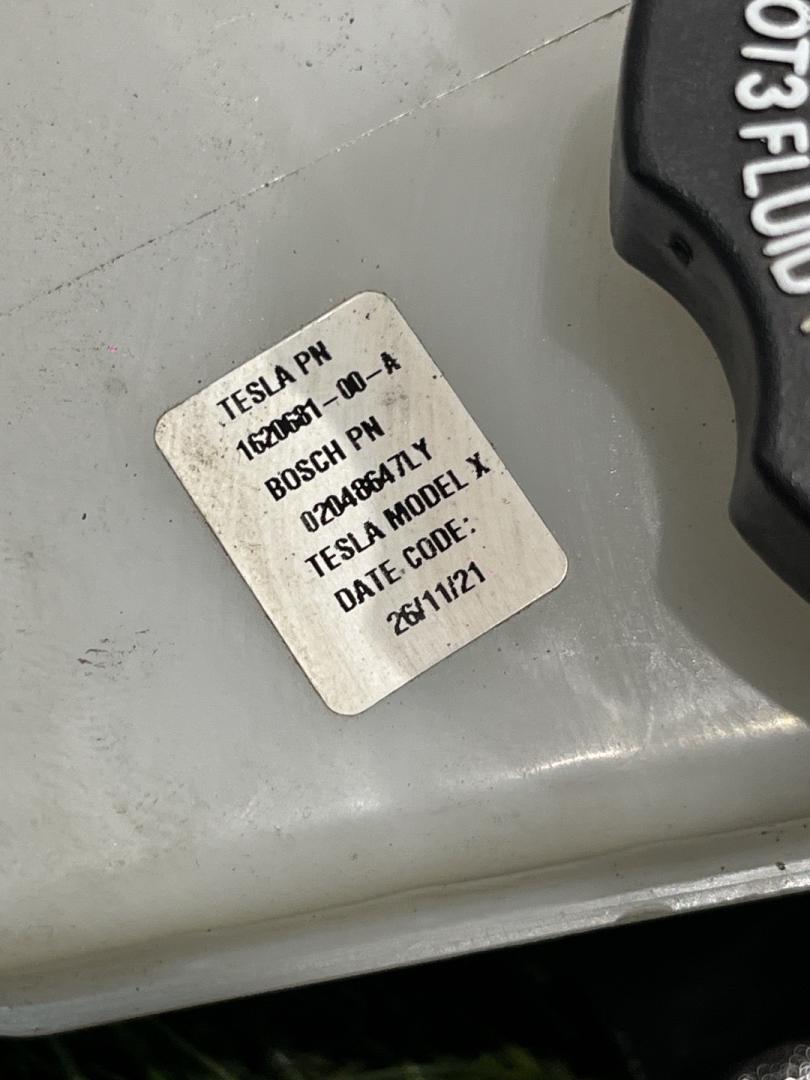 TESLA PN
1620681-00-A
BOSCH PN
02048647LY
TESLA MODEL X
DATE CODE:
26/11/21
OT3 FLUID